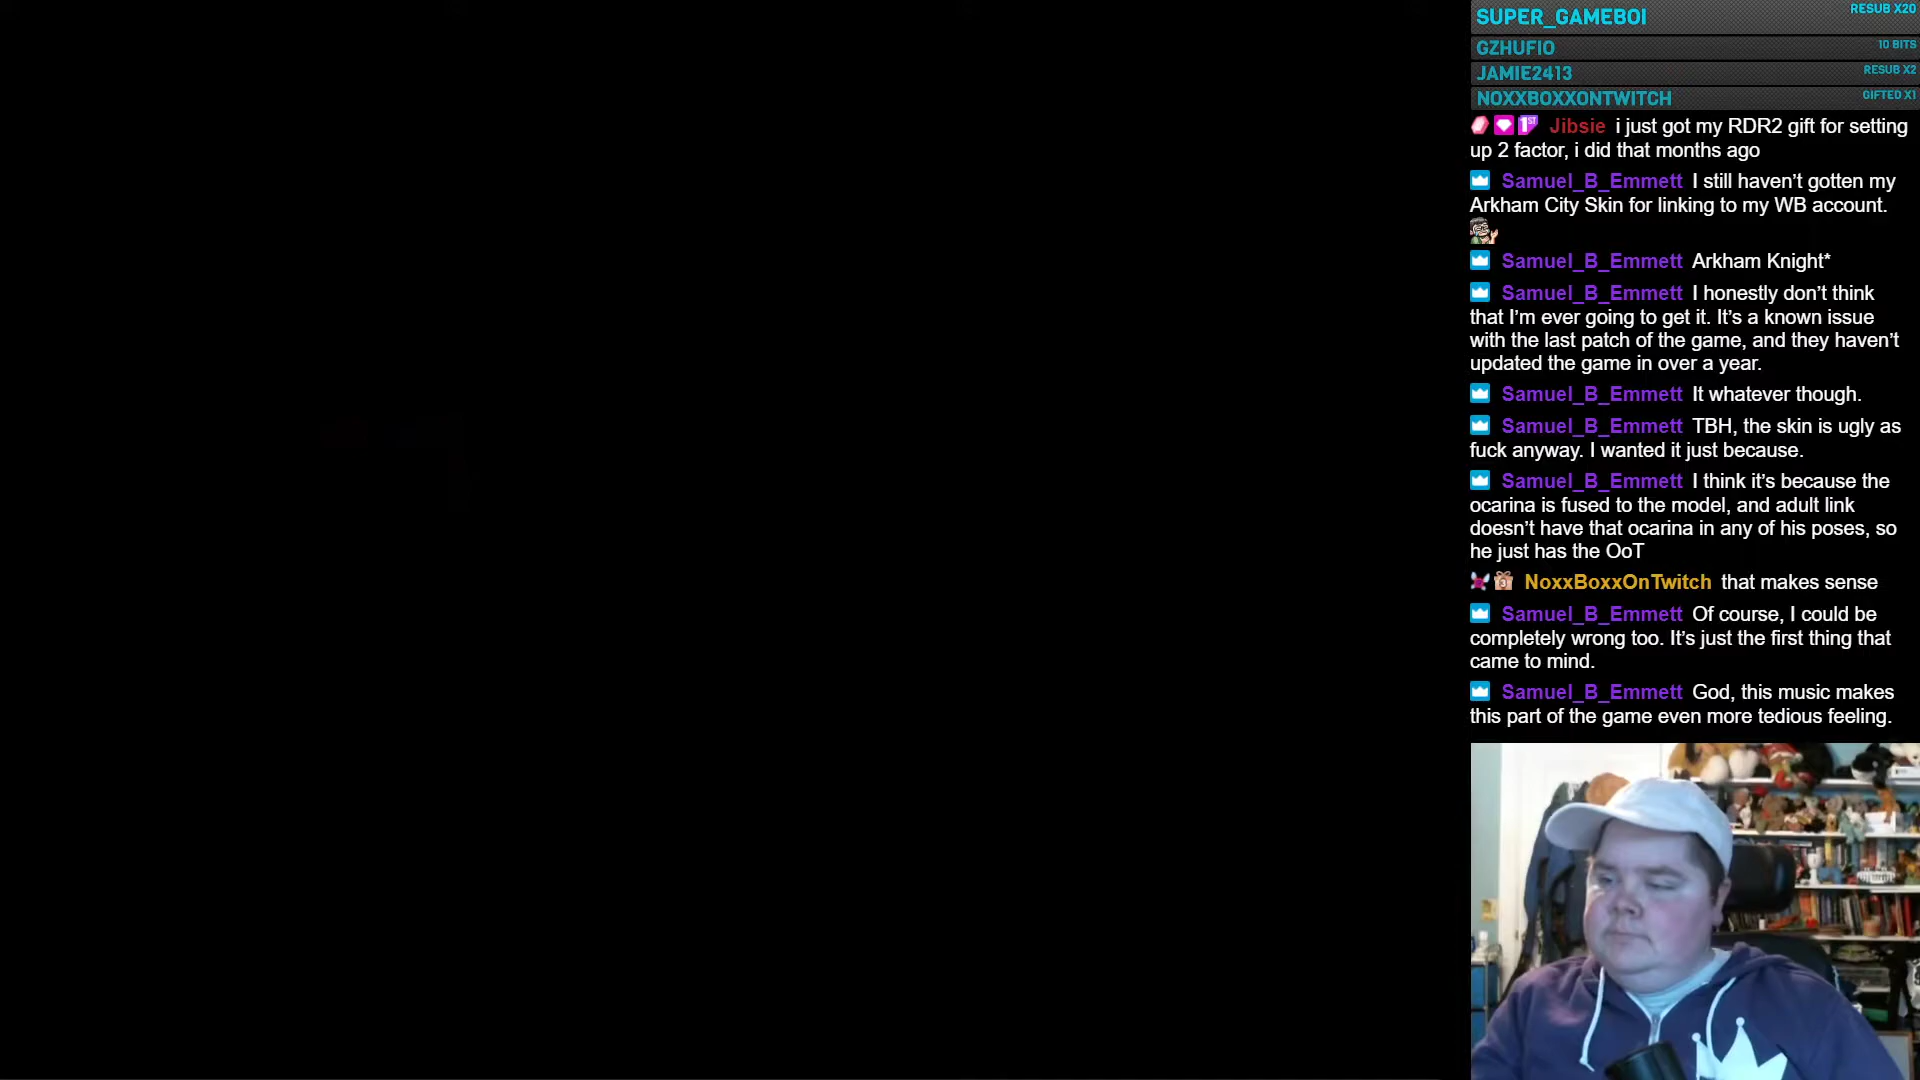 SUPER_GAMEBOI RESUB X20
GZHUFIO 10 BITS
JAMIE2413 RESUB X2
NOXXBOXXONTWITCH GIFTED X1
1ST Jibsie i just got my RDR2 gift for setting
up 2 factor, i did that months ago
Samuel_B_Emmett I still haven't gotten my
Arkham City Skin for linking to my WB account.
Samuel_B_Emmett Arkham Knight*
Samuel_B_Emmett I honestly don't think
that I'm ever going to get it. It's a known issue
with the last patch of the game, and they haven't
updated the game in over a year.
Samuel_B_Emmett It whatever though.
Samuel_B_Emmett TBH, the skin is ugly as
fuck anyway. I wanted it just because.
Samuel_B_Emmett I think it's because the
ocarina is fused to the model, and adult link
doesn't have that ocarina in any of his poses, so
he just has the OoT
3 NoxxBoxxOnTwitch that makes sense
Samuel_B_Emmett Of course, I could be
completely wrong too. It's just the first thing that
came to mind.
Samuel_B_Emmett God, this music makes
this part of the game even more tedious feeling.